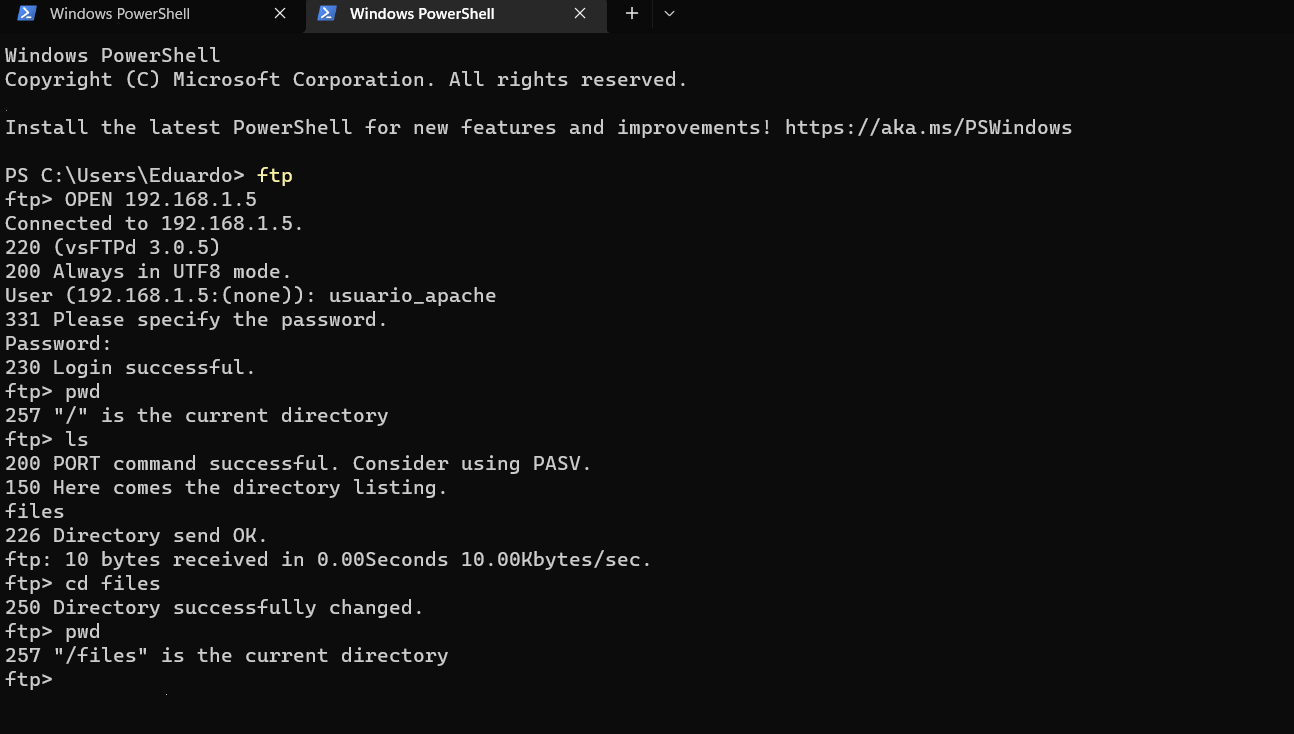 Windows PowerShell
Windows PowerShell
Windows PowerShell
Copyright (C) Microsoft Corporation. All rights reserved.
Install the latest PowerShell for new features and improvements! https://aka.ms/PSWindows
PS C:\Users\Eduardo> ftp
ftp> OPEN 192.168.1.5
Connected to 192.168.1.5.
220 (vsFTPd 3.0.5)
200 Always in UTF8 mode.
User (192.168.1.5:(none)): usuario_apache
331 Please specify the password.
Password:
230 Login successful.
ftp> pwd
257 "/" is the current directory
ftp> ls
200 PORT command successful. Consider using PASV.
150 Here comes the directory listing.
files
226 Directory send OK.
ftp: 10 bytes received in 0.00Seconds 10.00Kbytes/sec.
ftp> cd files
250 Directory successfully changed.
ftp> pwd
257 "/files" is the current directory
ftp>